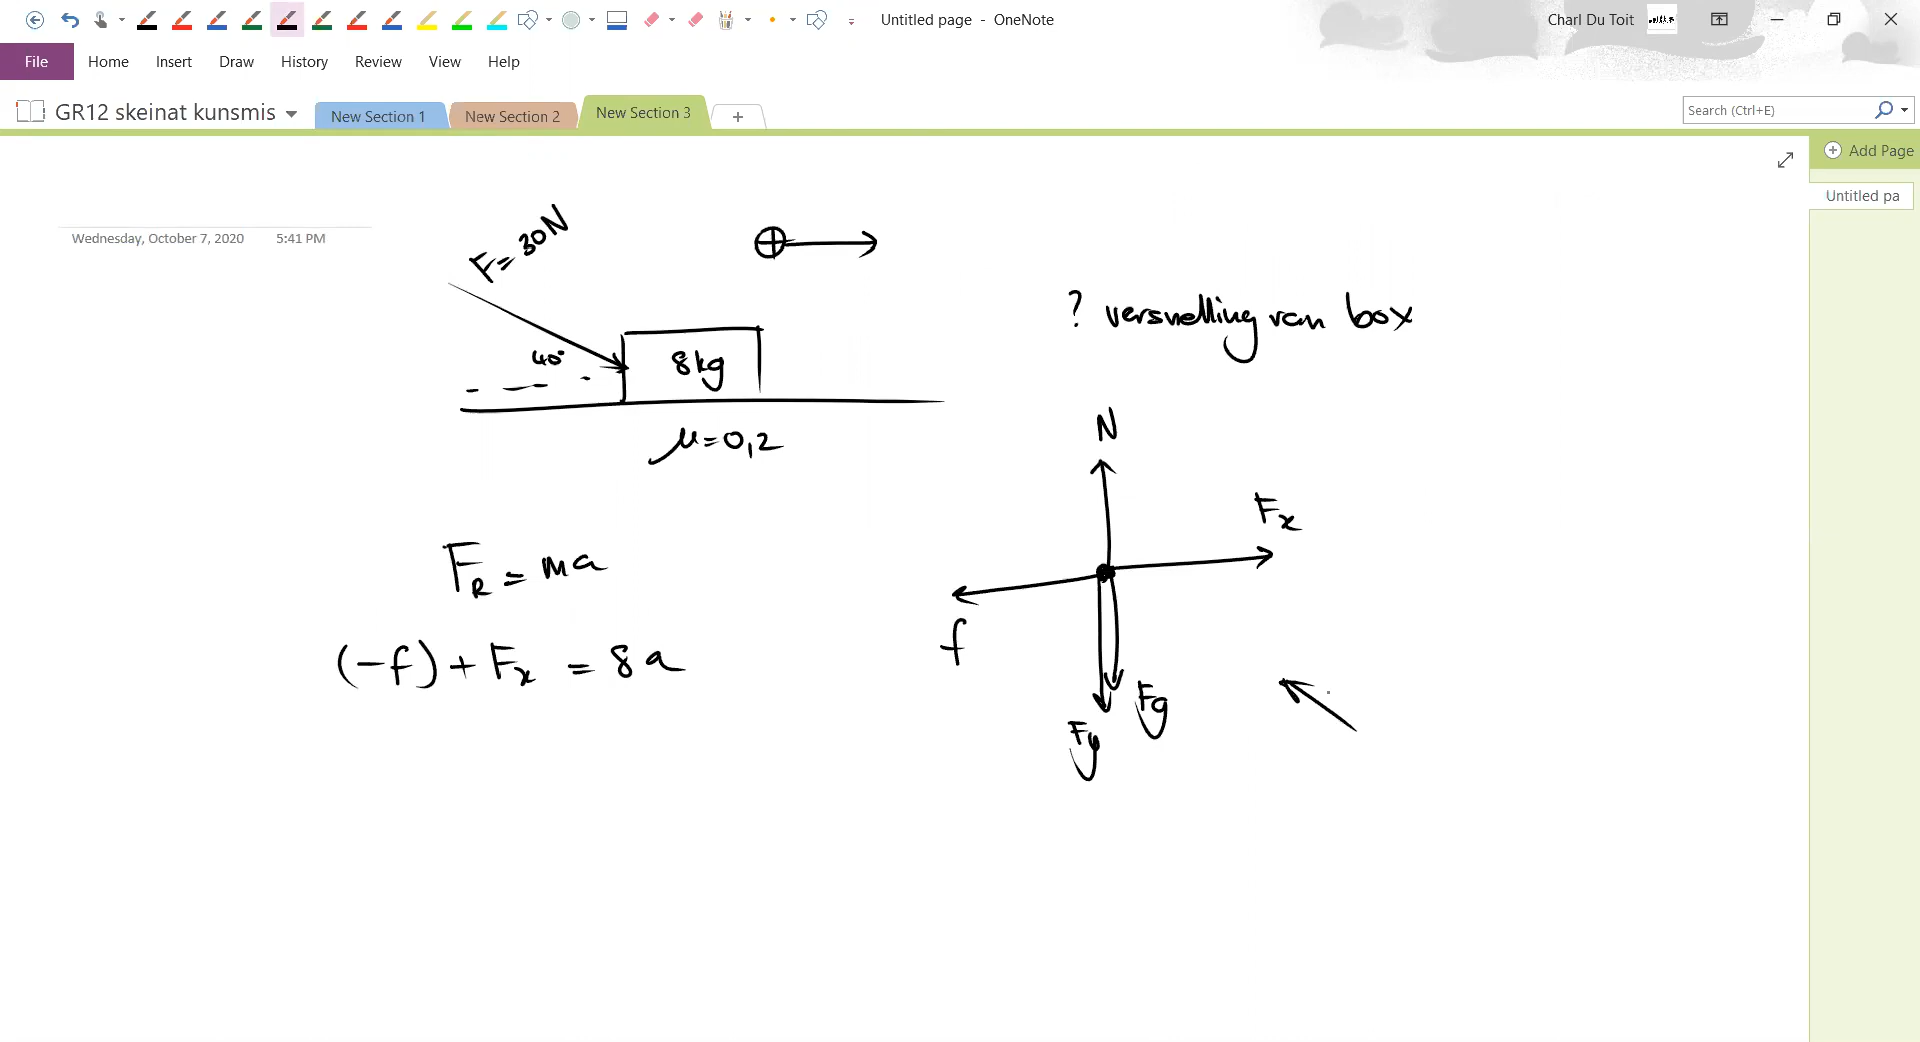 Untitled page - OneNote
Charl Du Toit
File Home Insert Draw History Review View Help
GR12 skeinat kunsmis
New Section 1 New Section 2 New Section 3 +
Search (Ctrl+E)
Add Page
Untitled pa
Wednesday, October 7, 2020 5:41 PM
F=30N
? versnelling van box
40°
8kg
μ=0,2
N
Fx
FR = ma
f
(-f) + Fx = 8a
Fg
Fy